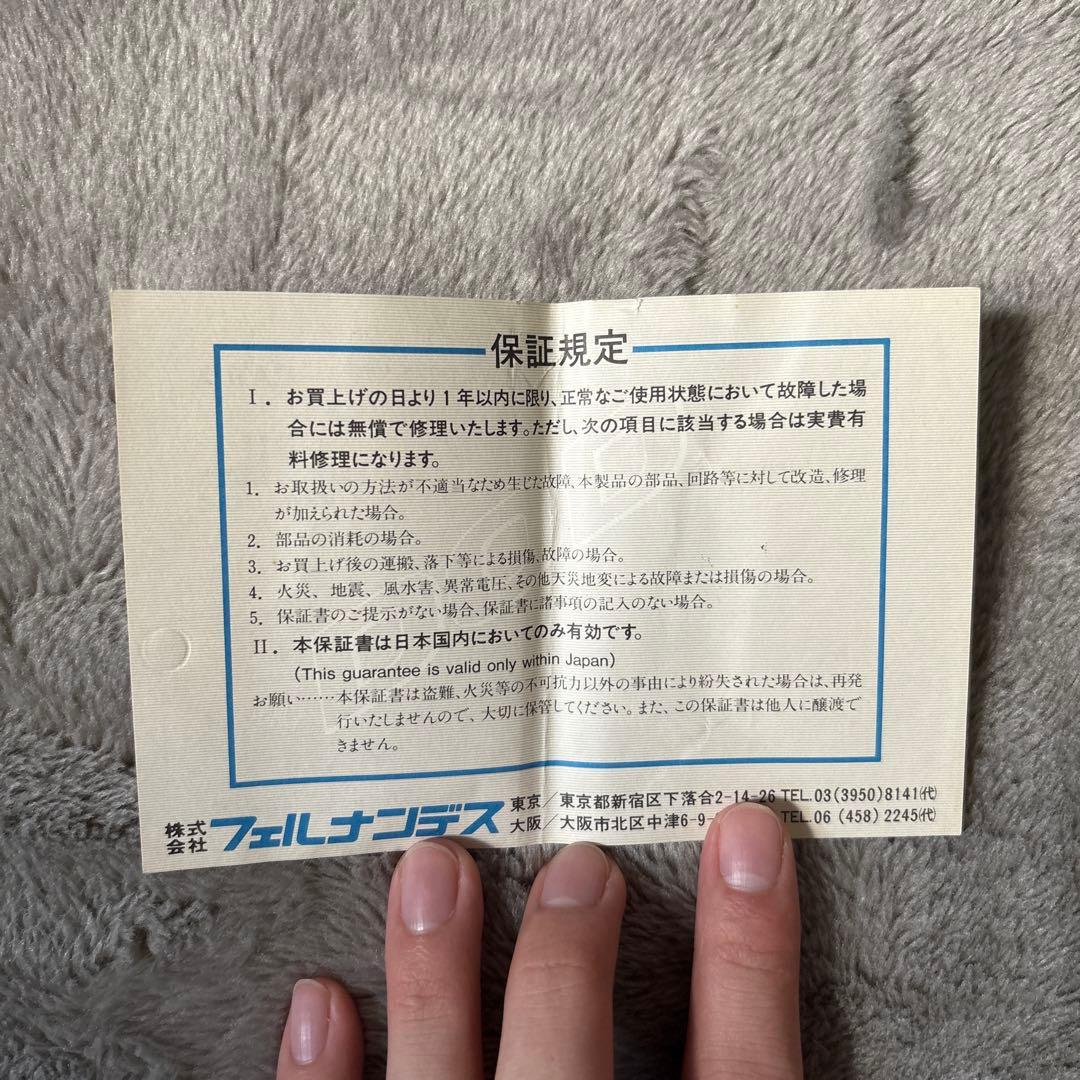 保証規定
I. お買上げの日より1年以内に限り、正常なご使用状態において故障した場
合には無償で修理いたします。ただし、次の項目に該当する場合は実費有
料修理になります。
1. お取扱いの方法が不適当なため生じた故障、本製品の部品、回路等に対して改造、修理
が加えられた場合。
2. 部品の消耗の場合。
3. お買上げ後の運搬、落下等による損傷、故障の場合。
4. 火災、地震、風水害、異常電圧、その他天災地変による故障または損傷の場合。
5. 保証書のご提示がない場合、保証書に諸事項の記入のない場合。
II. 本保証書は日本国内においてのみ有効です。
(This guarantee is valid only within Japan)
お願い……本保証書は盗難、火災等の不可抗力以外の事由により紛失された場合は、再発
行いたしませんので、大切に保管してください。また、この保証書は他人に譲渡で
きません。
株式会社 フェルナンデス
東京／東京都新宿区下落合2-14-26 TEL.03(3950)8141(代)
大阪／大阪市北区中津6-9- TEL.06 (458) 2245(代)